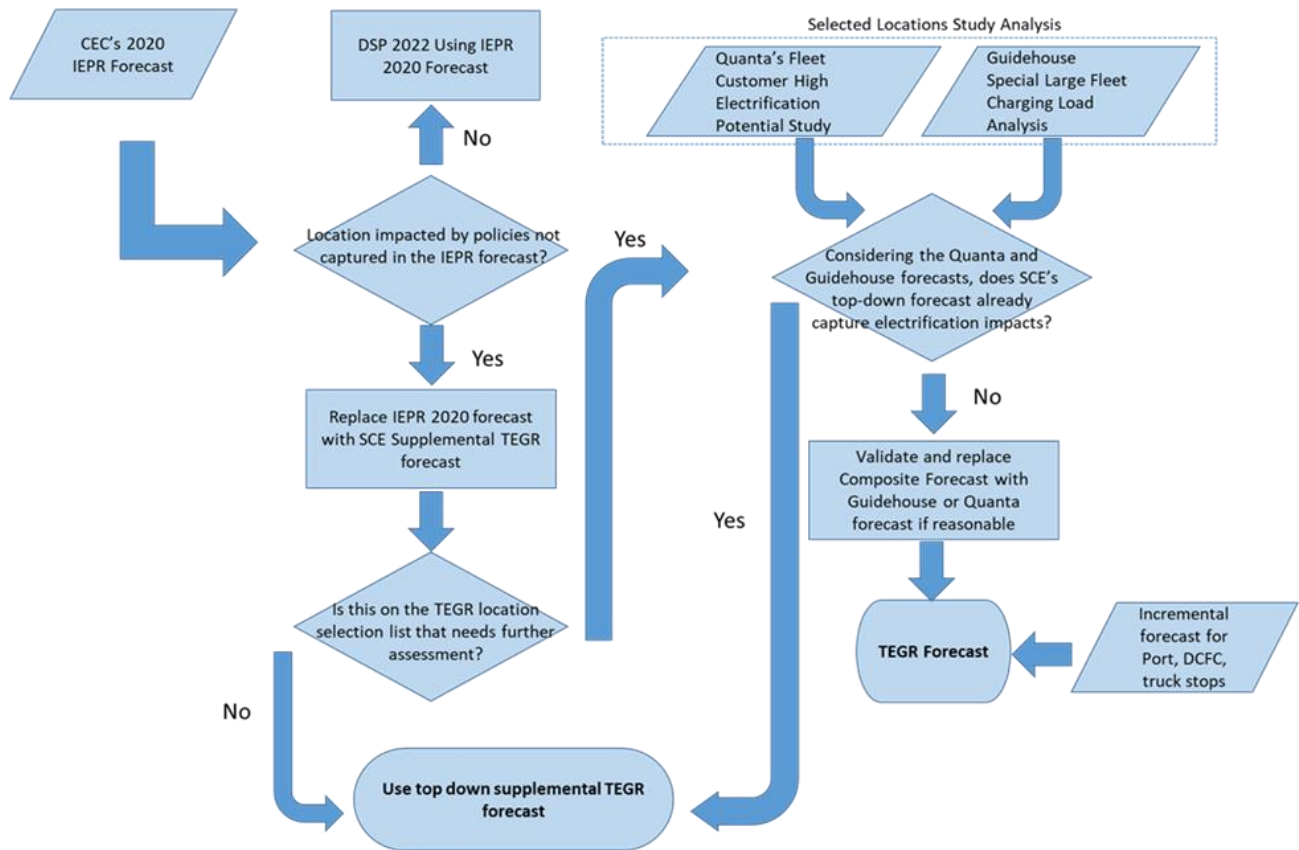 CEC's 2020
IEPR Forecast
DSP 2022 Using IEPR
2020 Forecast
Selected Locations Study Analysis
Quanta's Fleet
Customer High
Electrification
Potential Study
Guidehouse
Special Large Fleet
Charging Load
Analysis
No
Location impacted by policies not
captured in the IEPR forecast?
Yes
Considering the Quanta and
Guidehouse forecasts, does SCE's
top-down forecast already
capture electrification impacts?
Yes
Replace IEPR 2020 forecast
with SCE Supplemental TEGR
forecast
No
Validate and replace
Composite Forecast with
Guidehouse or Quanta
forecast if reasonable
Yes
Is this on the TEGR location
selection list that needs further
assessment?
TEGR Forecast
Incremental
forecast for
Port, DCFC,
truck stops
No
Use top down supplemental TEGR
forecast